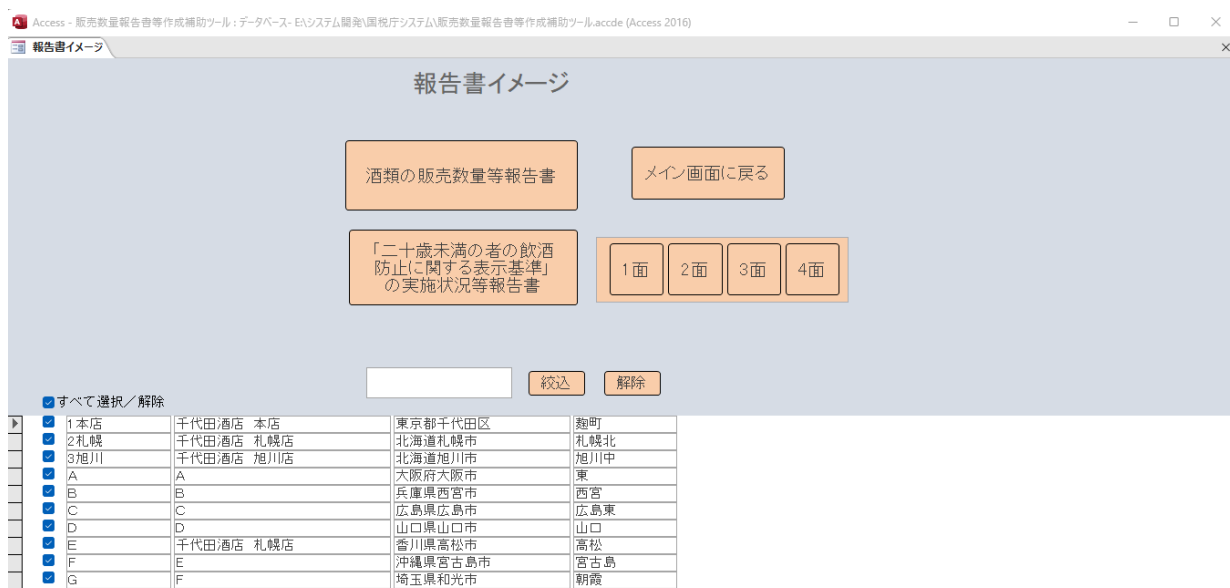 Access - 販売数量報告書等作成補助ツール : データベース- E:\システム開発\国税庁システム\販売数量報告書等作成補助ツール.accde (Access 2016)
報告書イメージ
報告書イメージ
酒類の販売数量等報告書
メイン画面に戻る
「二十歳未満の者の飲酒
防止に関する表示基準」
の実施状況等報告書
1面 2面 3面 4面
絞込 解除
すべて選択／解除
1本店 千代田酒店 本店 東京都千代田区 麹町
2札幌 千代田酒店 札幌店 北海道札幌市 札幌北
3旭川 千代田酒店 旭川店 北海道旭川市 旭川中
A A 大阪府大阪市 東
B B 兵庫県西宮市 西宮
C C 広島県広島市 広島東
D D 山口県山口市 山口
E 千代田酒店 札幌店 香川県高松市 高松
F E 沖縄県宮古島市 宮古島
G F 埼玉県和光市 朝霞